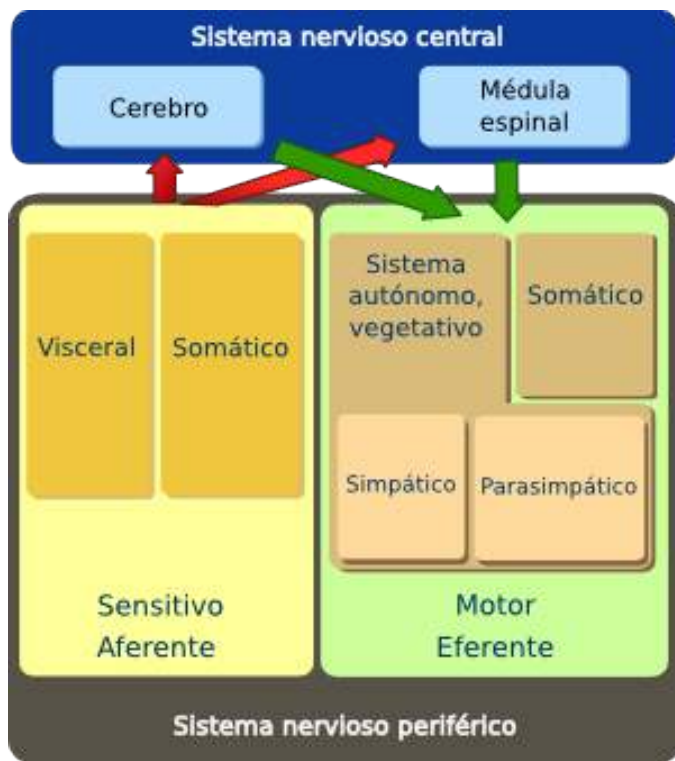 Sistema nervioso central
Cerebro
Médula
espinal
Visceral
Somático
Sistema
autónomo,
vegetativo
Somático
Simpático
Parasimpático
Sensitivo
Aferente
Motor
Eferente
Sistema nervioso periférico